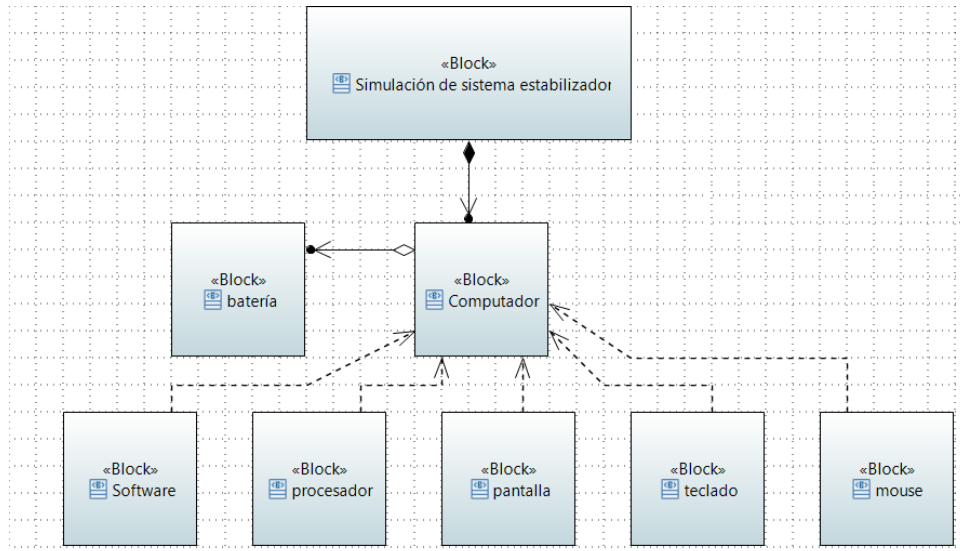 «Block»
Simulación de sistema estabilizador
«Block»
batería
«Block»
Computador
«Block»
Software
«Block»
procesador
«Block»
pantalla
«Block»
teclado
«Block»
mouse